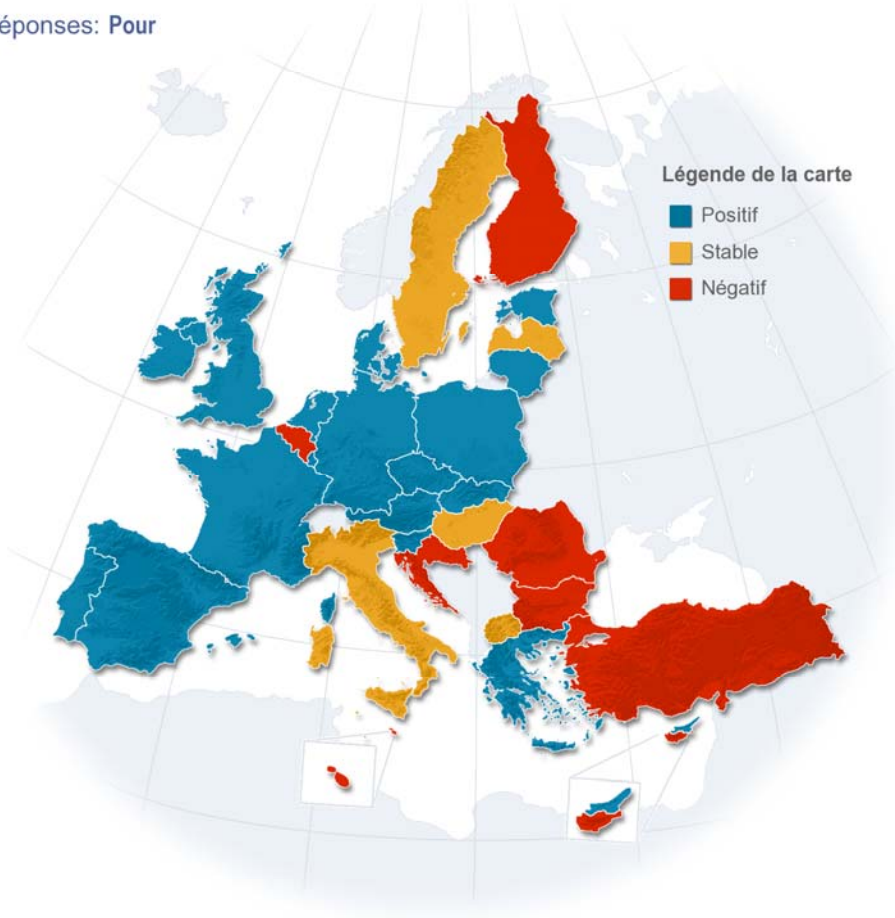 éponses: Pour
Légende de la carte
Positif
Stable
Négatif